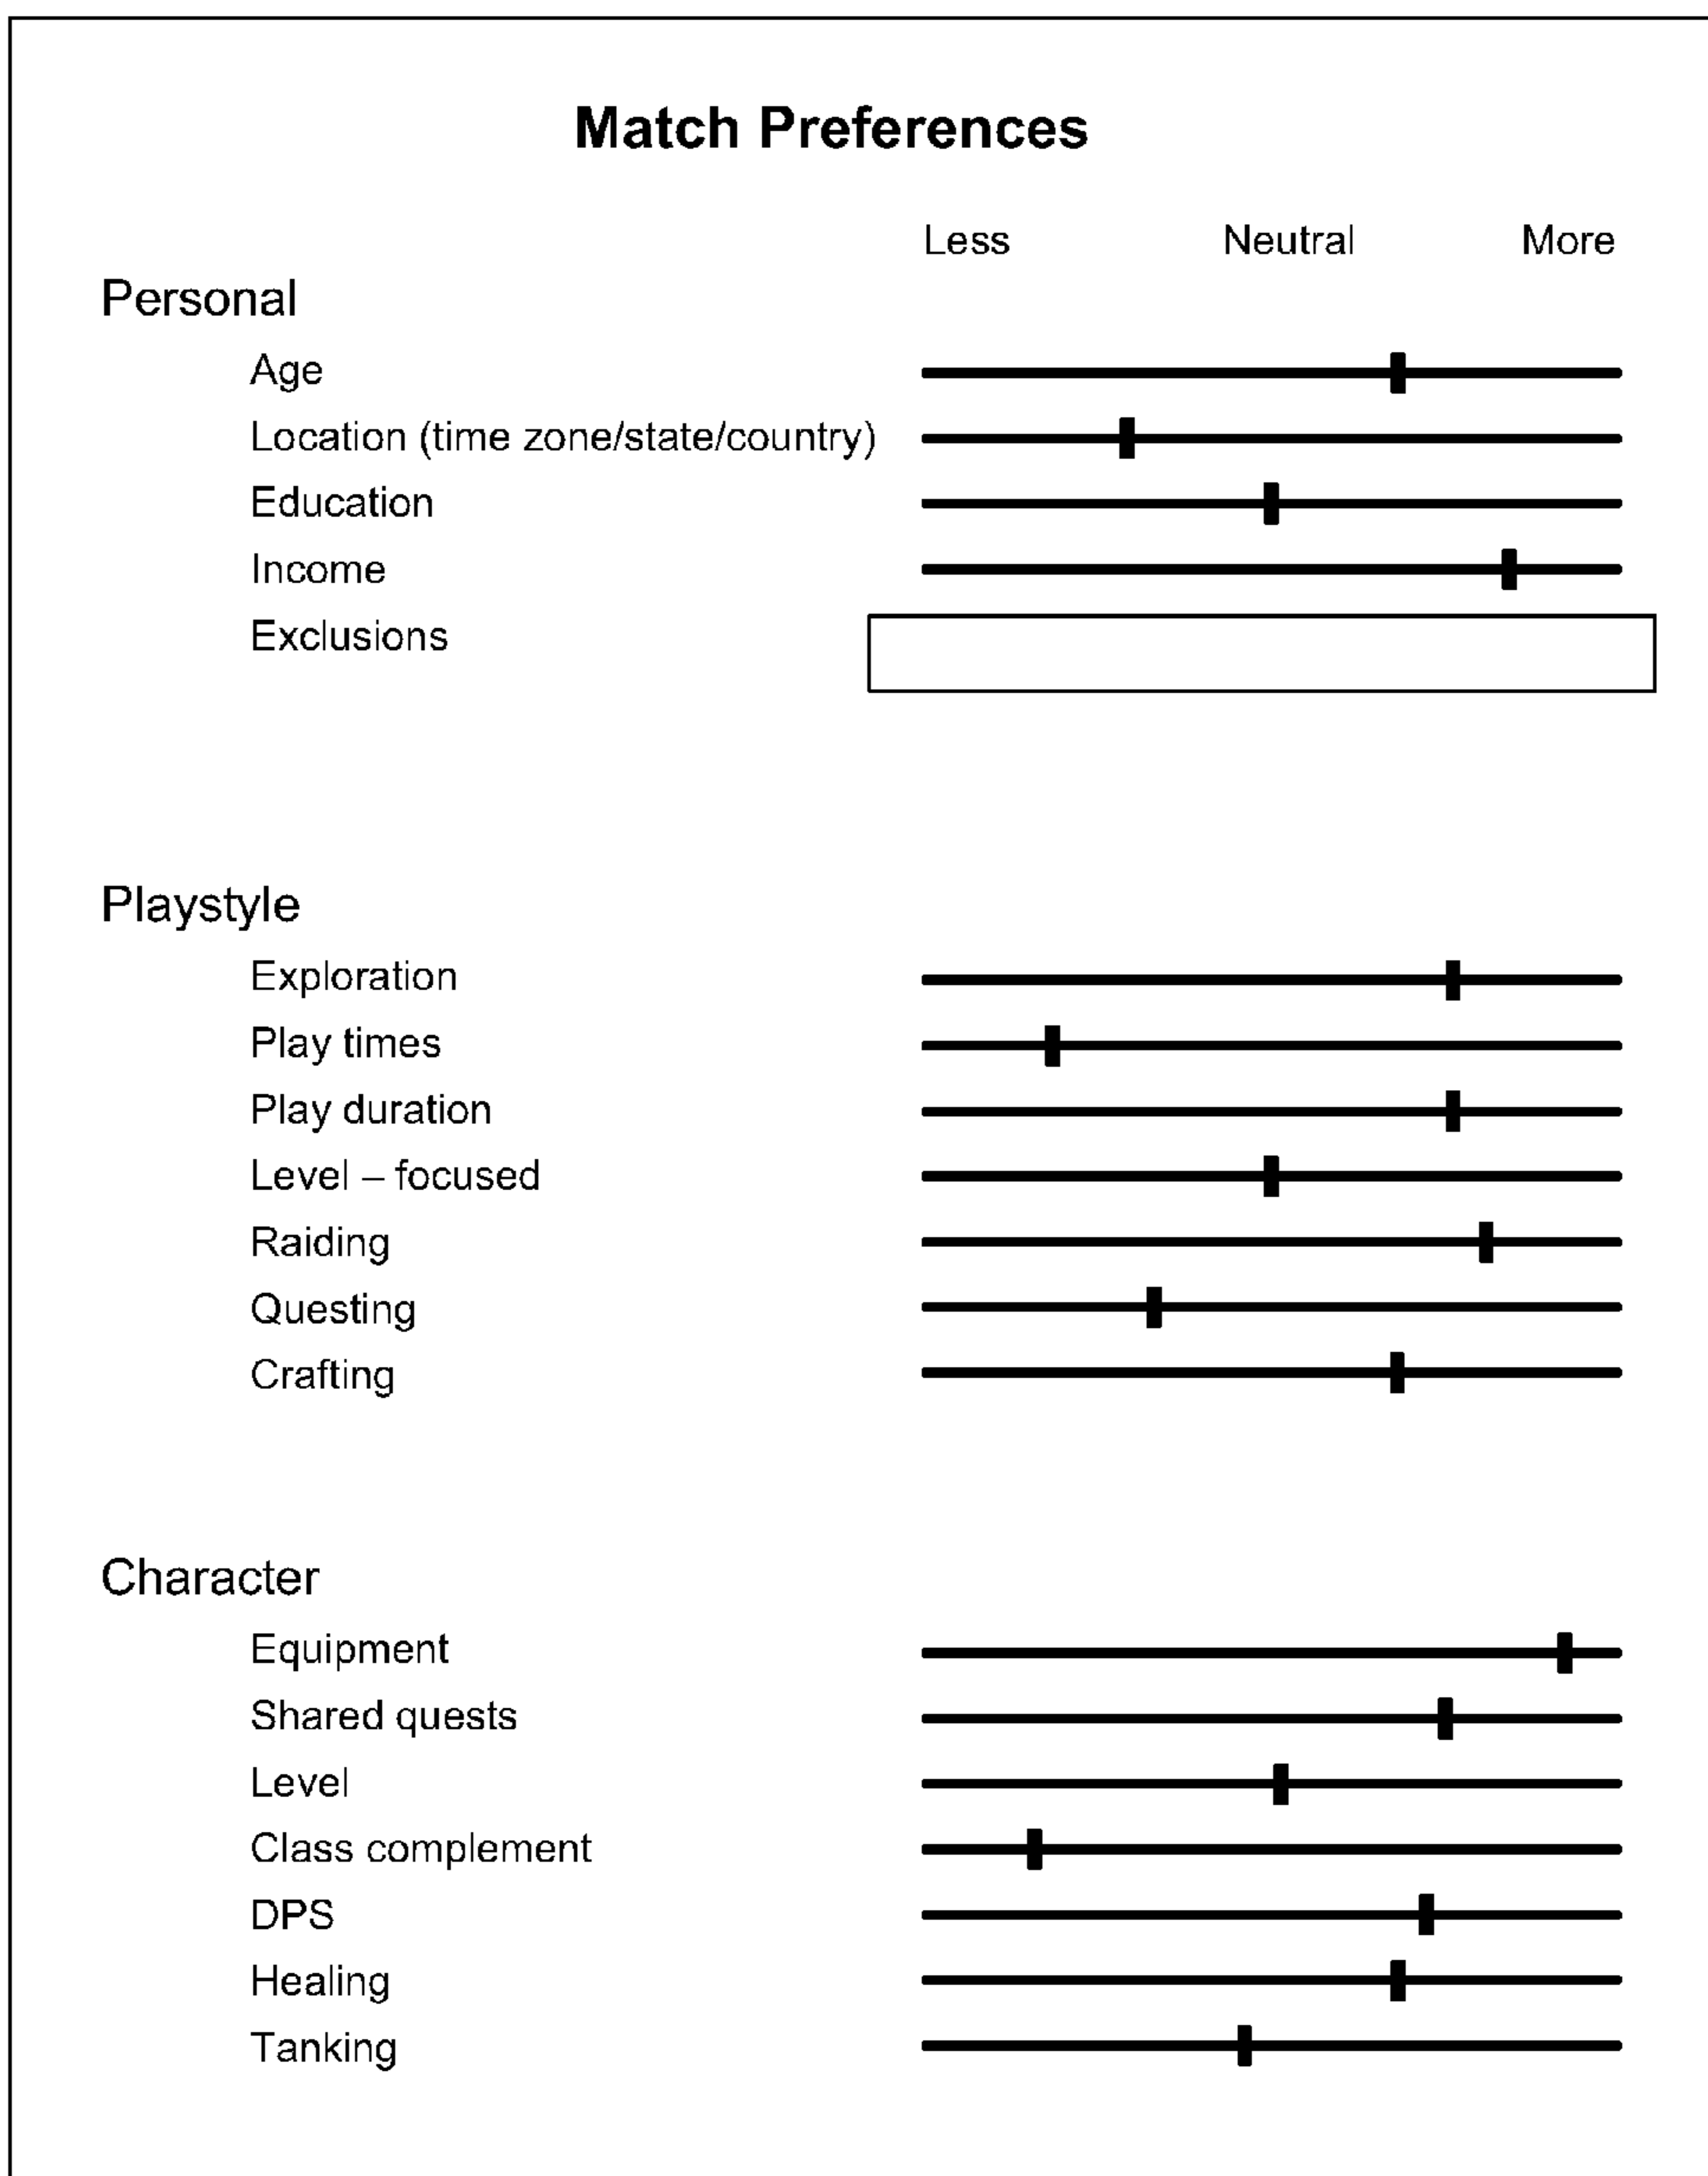 Match Preferences
Less Neutral More
Personal
Age
Location (time zone/state/country)
Education
Income
Exclusions
Playstyle
Exploration
Play times
Play duration
Level – focused
Raiding
Questing
Crafting
Character
Equipment
Shared quests
Level
Class complement
DPS
Healing
Tanking